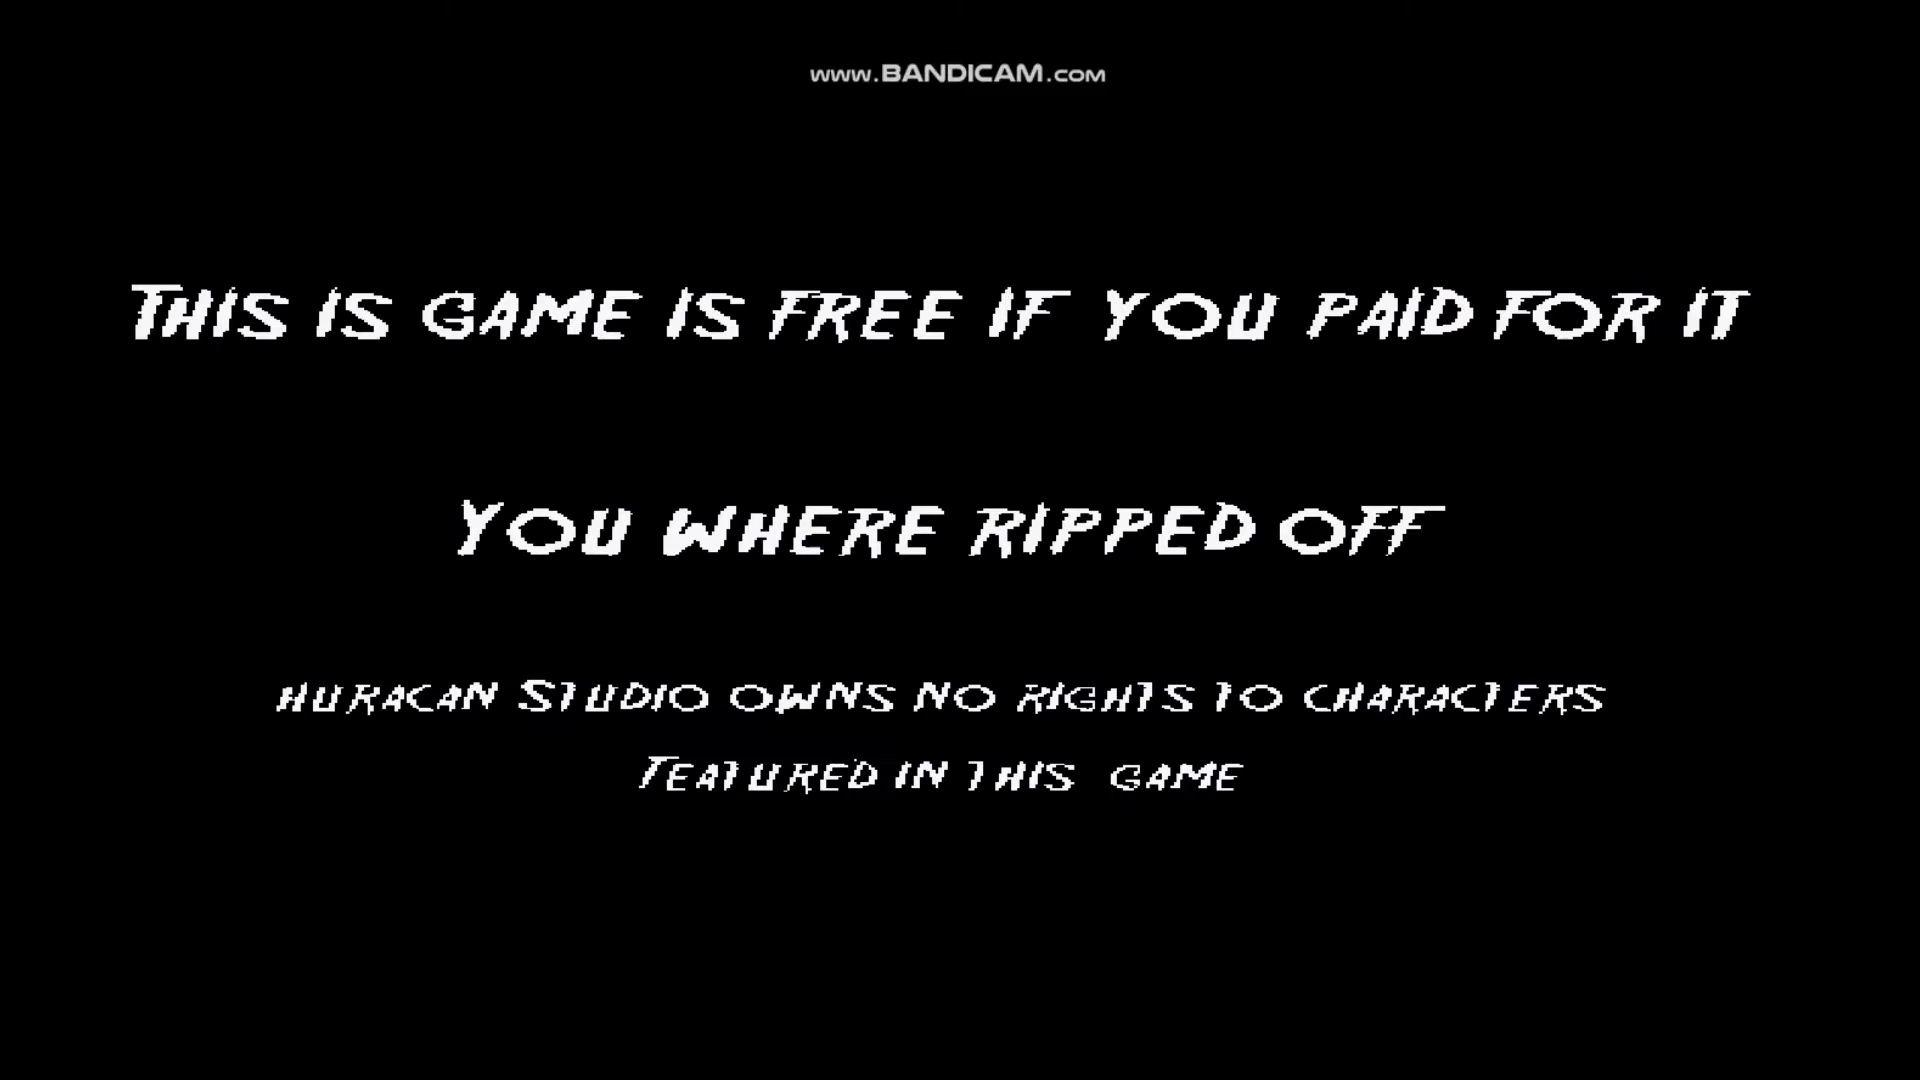 www.BANDICAM.com
THIS IS GAME IS FREE IF YOU PAID FOR IT
YOU WHERE RIPPED OFF
HURACAN STUDIO OWNS NO RIGHTS TO CHARACTERS
TEATURED IN THIS GAME